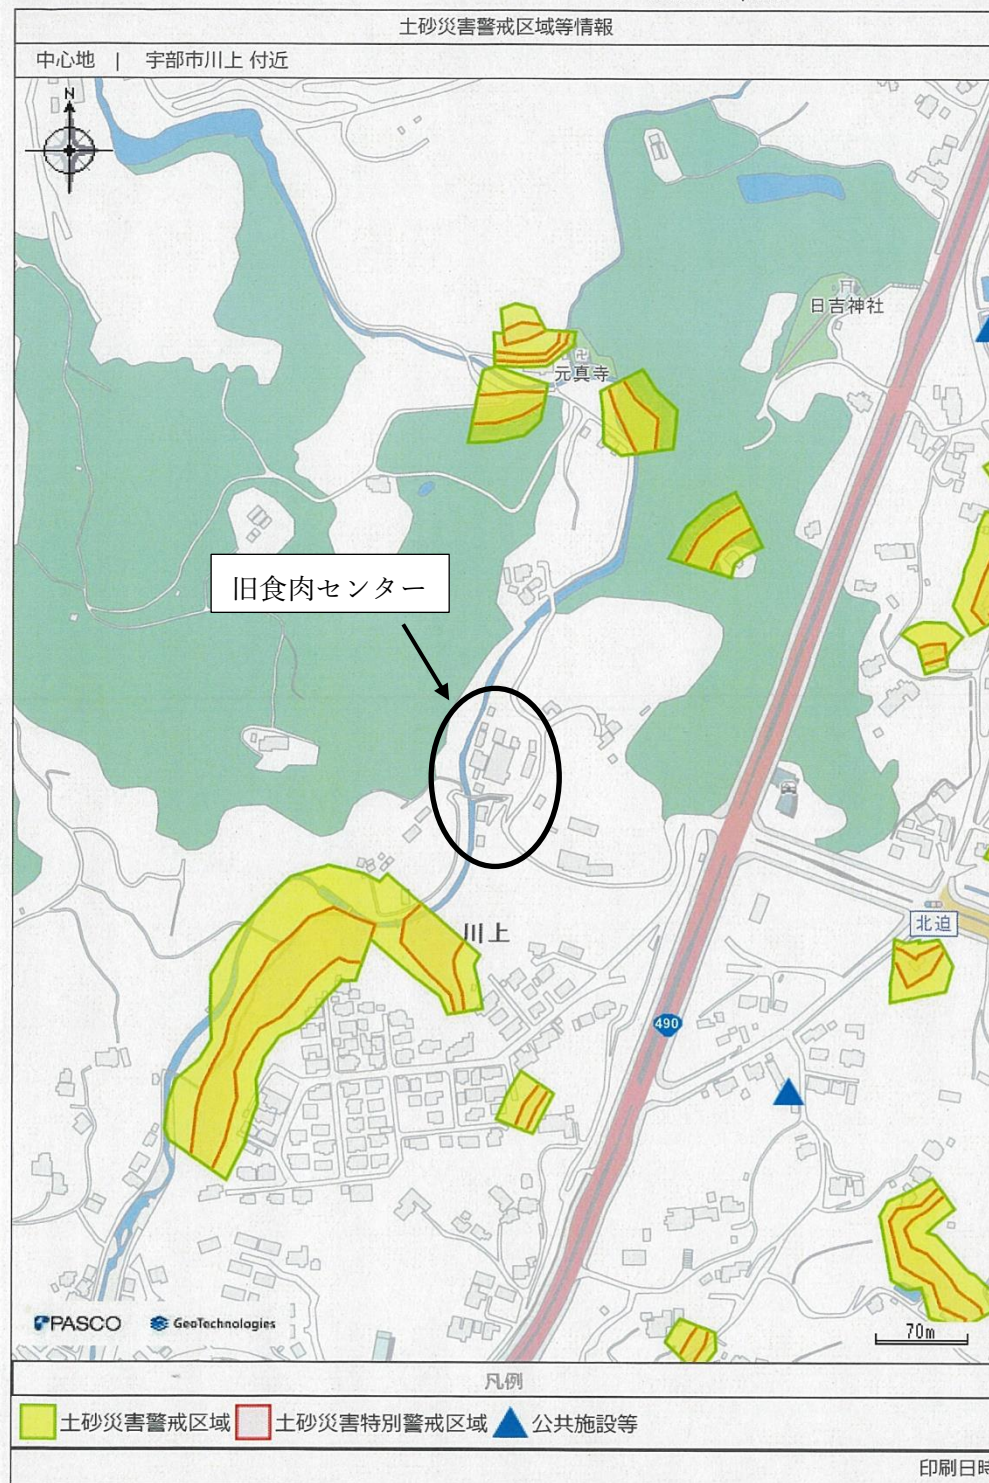 土砂災害警戒区域等情報
中心地 | 宇部市川上 付近
N
日吉神社
元真寺
旧食肉センター
川上
北迫
490
PASCO
GeoTechnologies
70m
凡例
土砂災害警戒区域 土砂災害特別警戒区域 公共施設等
印刷日時